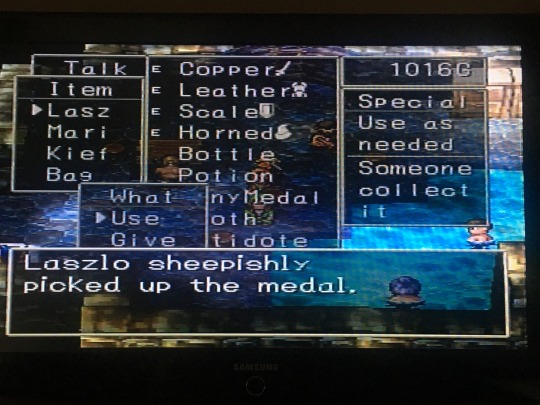 Talk
Item
Lasz
Mari
Kief
Bag
E Copper
E Leather
E Scale
E Horned
Bottle
Potion
nyMedal
oth
tidote
What
Use
Give
1016G
Special
Use as
needed
Someone
collect
it
Laszlo sheepishly
picked up the medal.
SAMSUNG